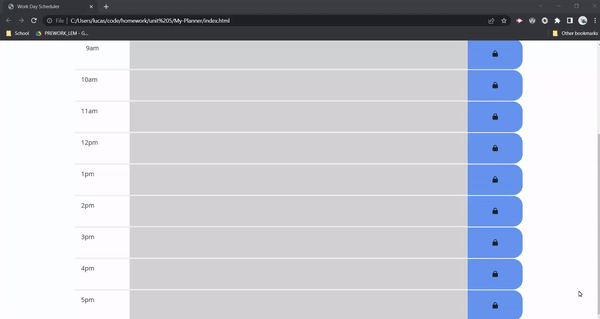 Work Day Scheduler
File | C:/Users/lucas/code/homework/unit%205/My-Planner/index.html
School
PREWORK_LEM - G...
Other bookmarks
9am
10am
11am
12pm
1pm
2pm
3pm
4pm
5pm